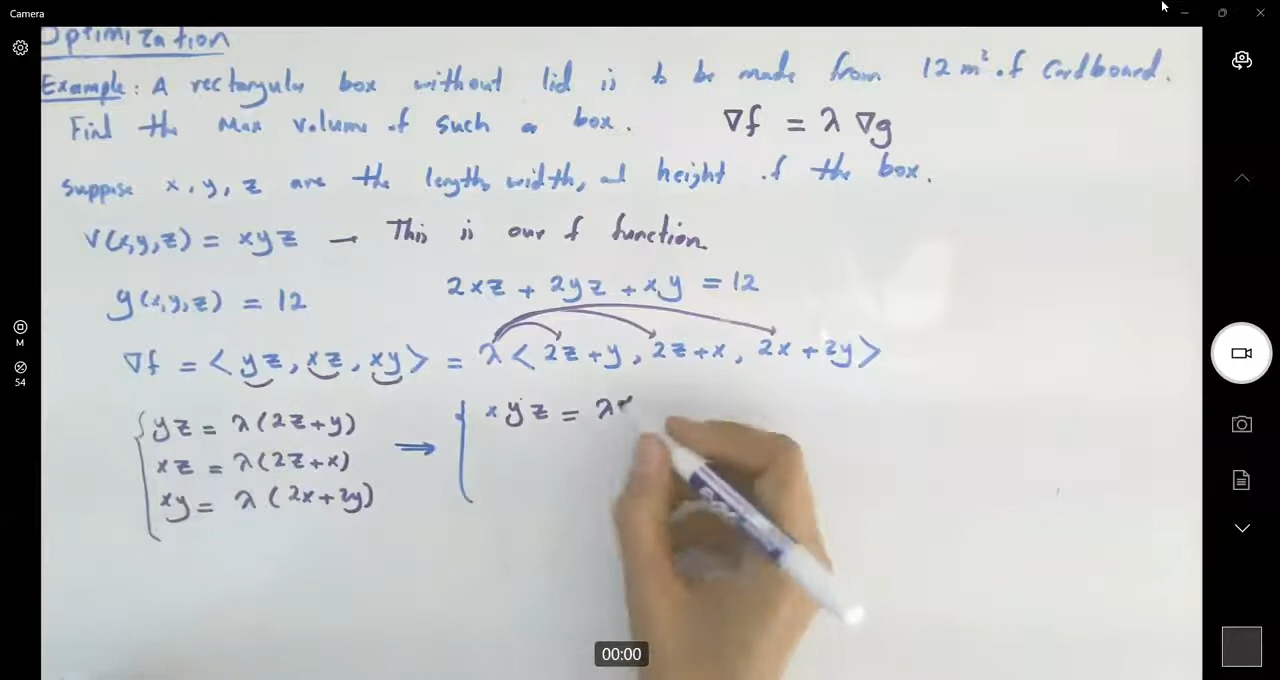 Camera
Optimization
Example: A rectangular box without lid is to be made from 12 m² of Cardboard.
Find the Max volume of such a box. ∇f = λ ∇g
Suppose x, y, z are the length, width, and height of the box.
V(x,y,z) = xyz — This is our f function
g(x,y,z) = 12 2xz + 2yz + xy = 12
∇f = < yz, xz, xy > = λ < 2z+y, 2z+x, 2x+2y >
yz = λ(2z+y) ⟹ xyz = λ
xz = λ(2z+x)
xy = λ(2x+2y)
M
54
00:00